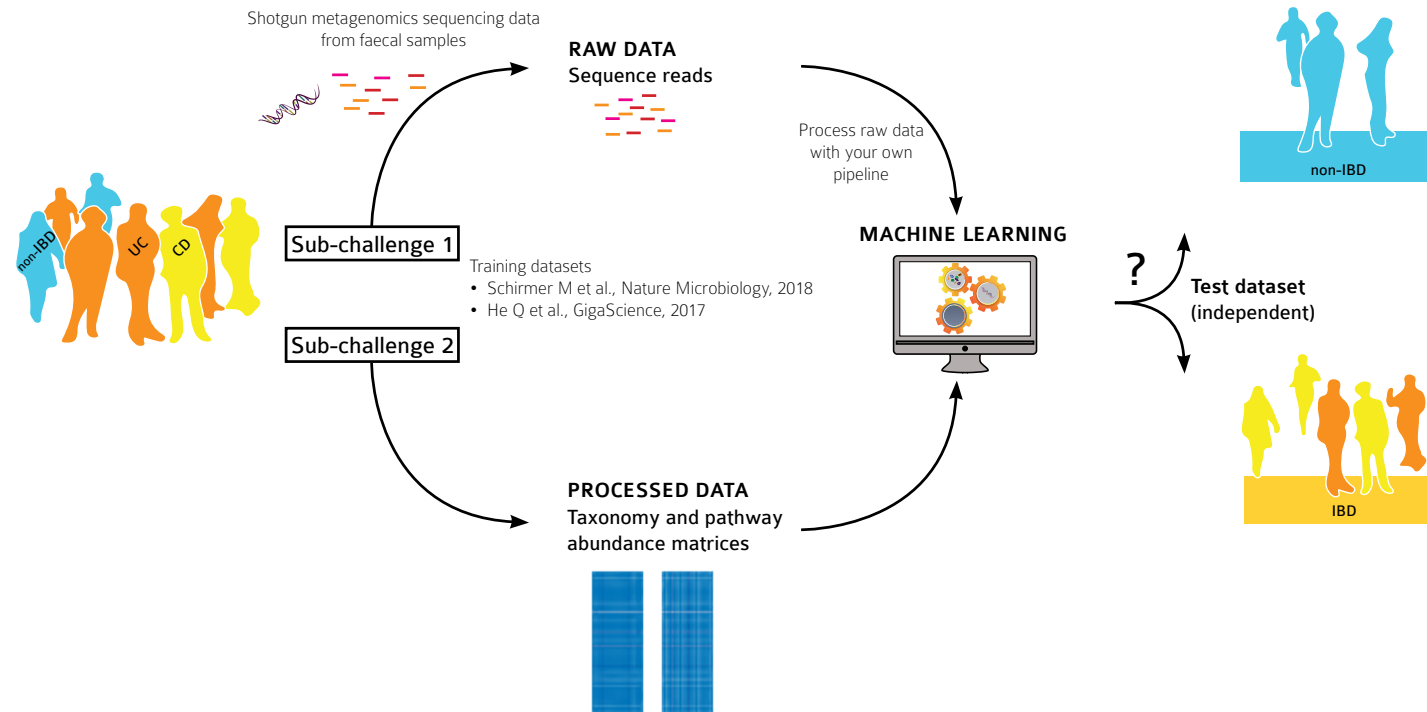 Shotgun metagenomics sequencing data
from faecal samples
RAW DATA
Sequence reads
Process raw data
with your own
pipeline
non-IBD
non-IBD
UC
CD
Sub-challenge 1
Training datasets
• Schirmer M et al., Nature Microbiology, 2018
• He Q et al., GigaScience, 2017
Sub-challenge 2
MACHINE LEARNING
?
Test dataset
(independent)
IBD
PROCESSED DATA
Taxonomy and pathway
abundance matrices